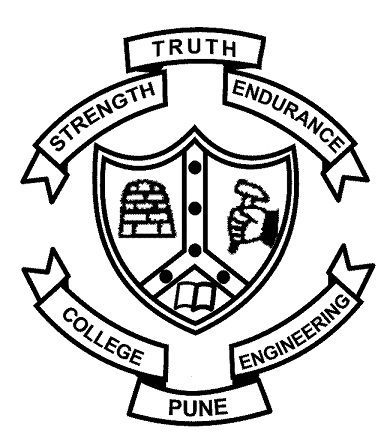 TRUTH
STRENGTH
ENDURANCE
COLLEGE
ENGINEERING
PUNE